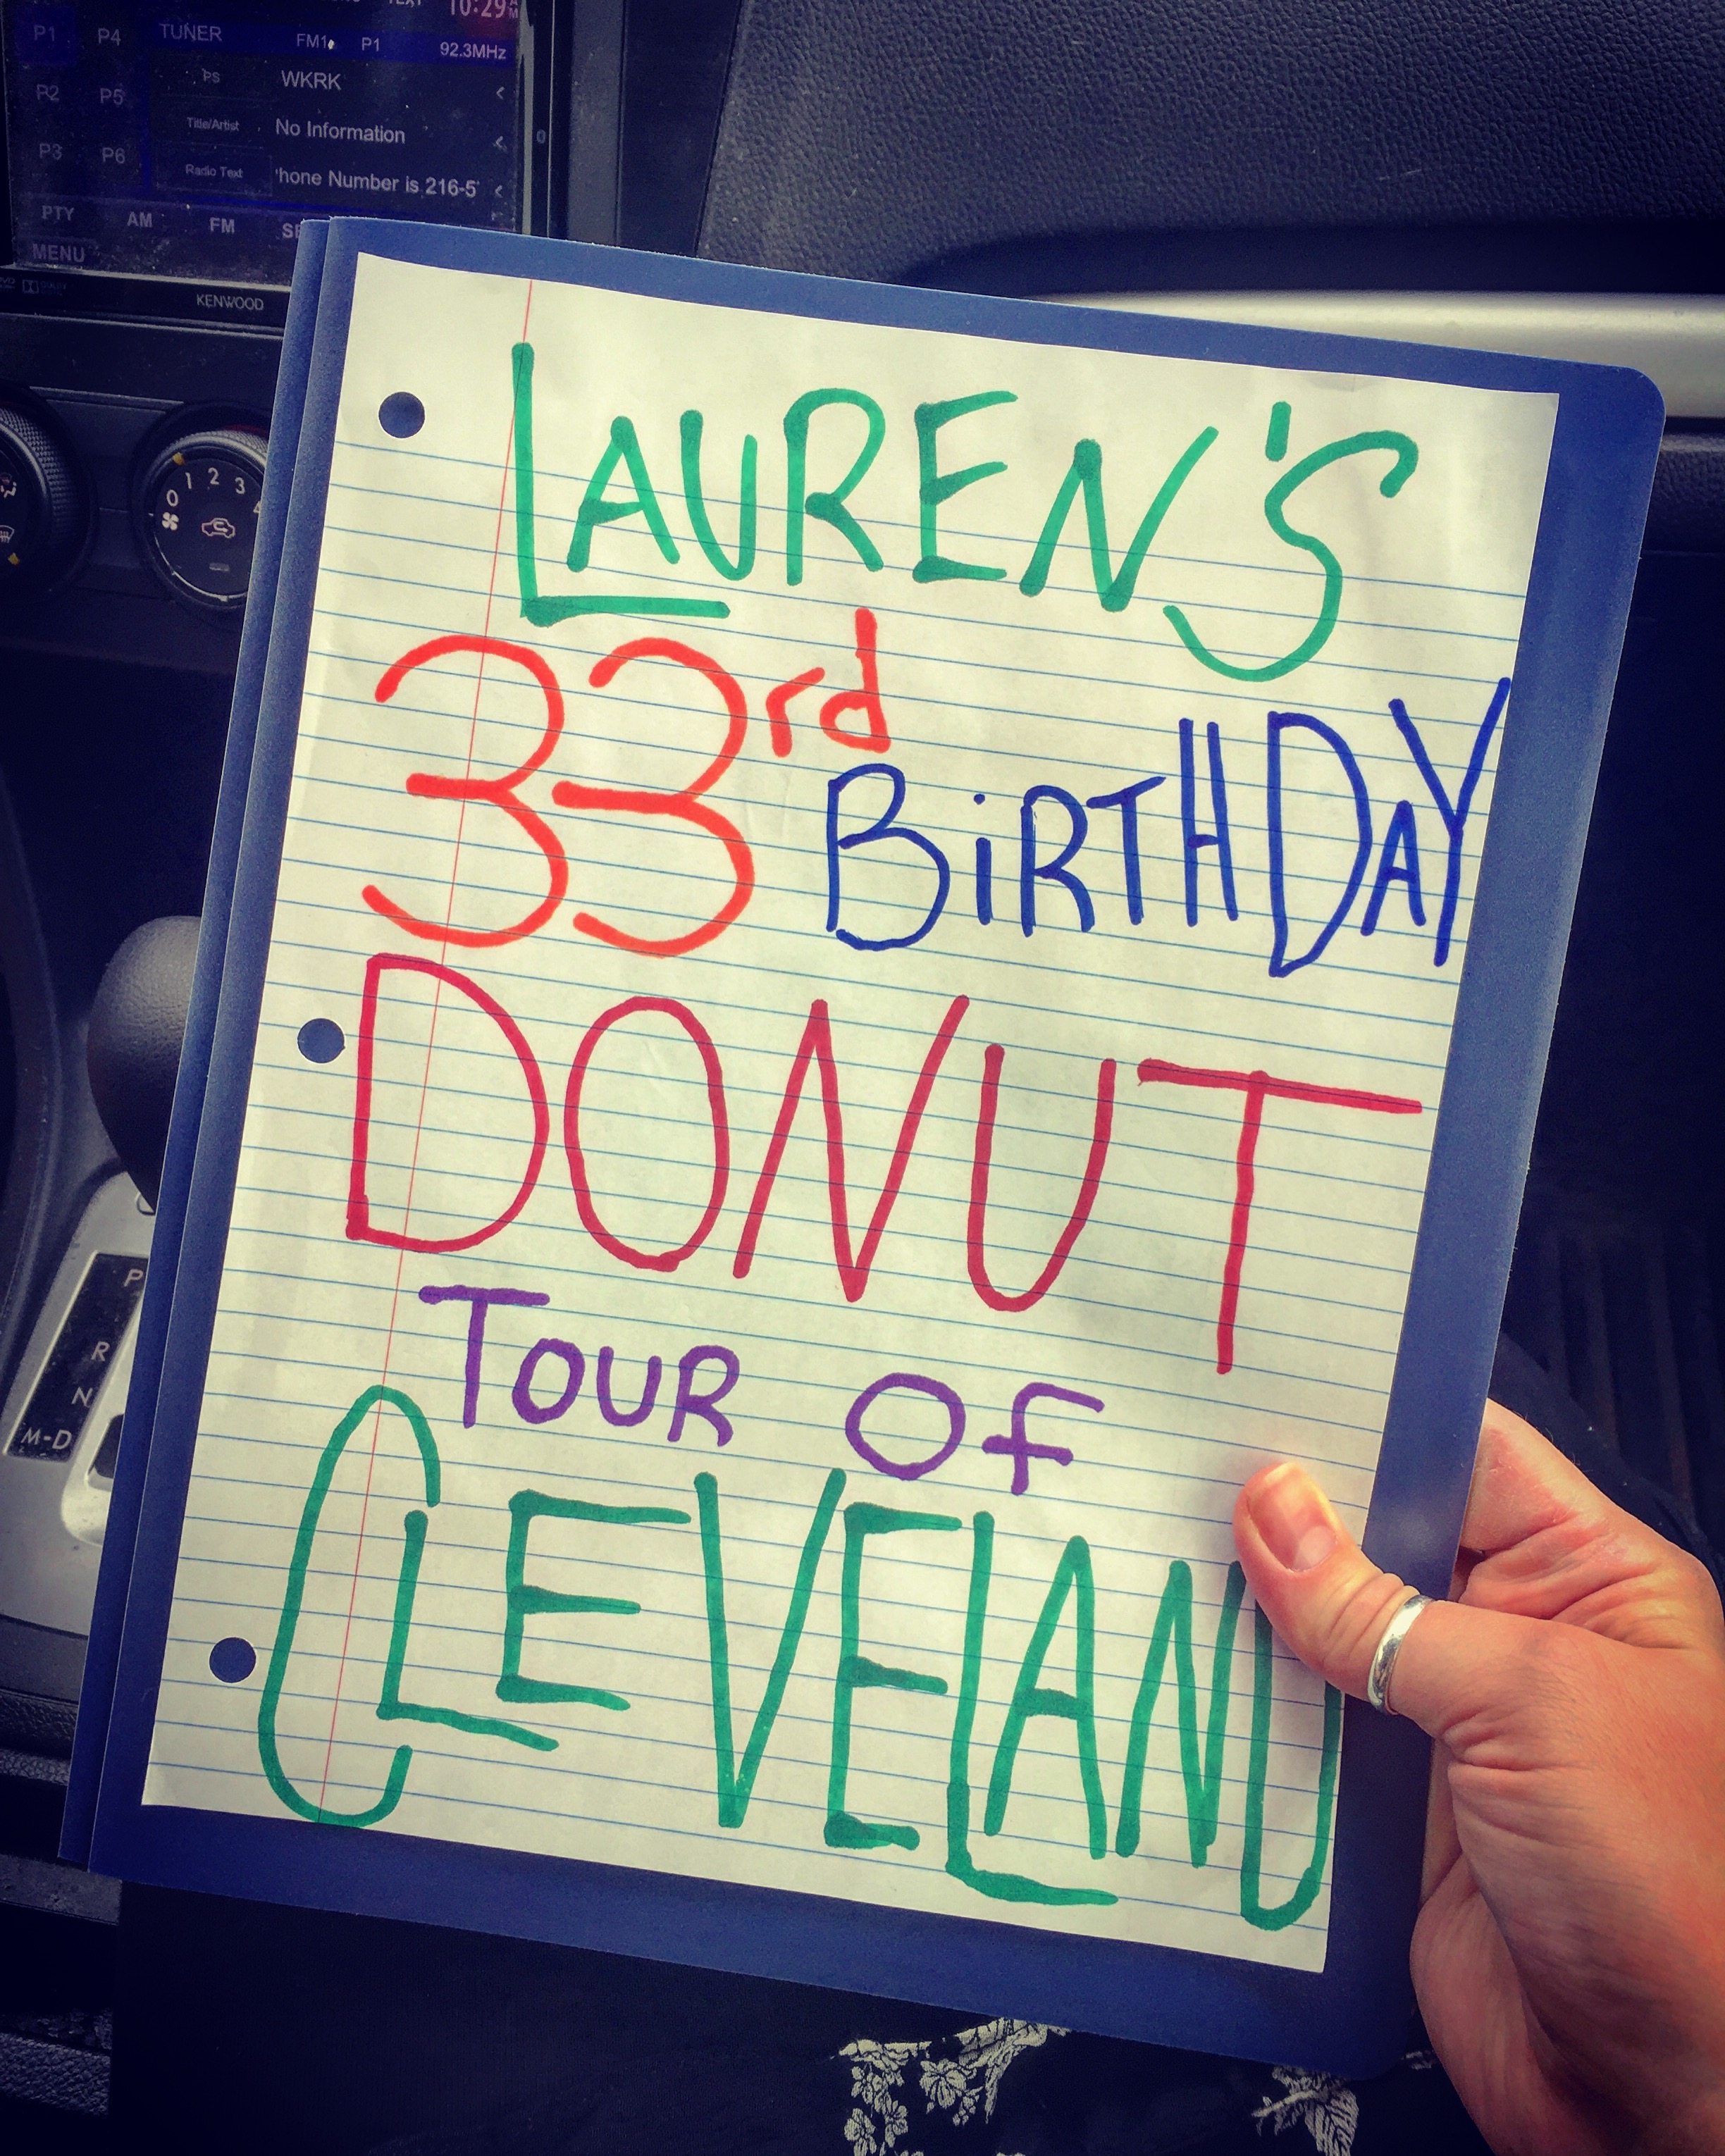 10:29 AM
P1 P4 TUNER FM1 P1 92.3MHz
P2 P5 PS WKRK
P3 P6 Title/Artist No Information
Radio Text 'hone Number is 216-5'
PTY AM FM
MENU
KENWOOD
0 1 2 3 4
LAUREN'S
33rd BiRTHDAY
DONUT
TOUR OF
CLEVELAND
P
R
N
M-D